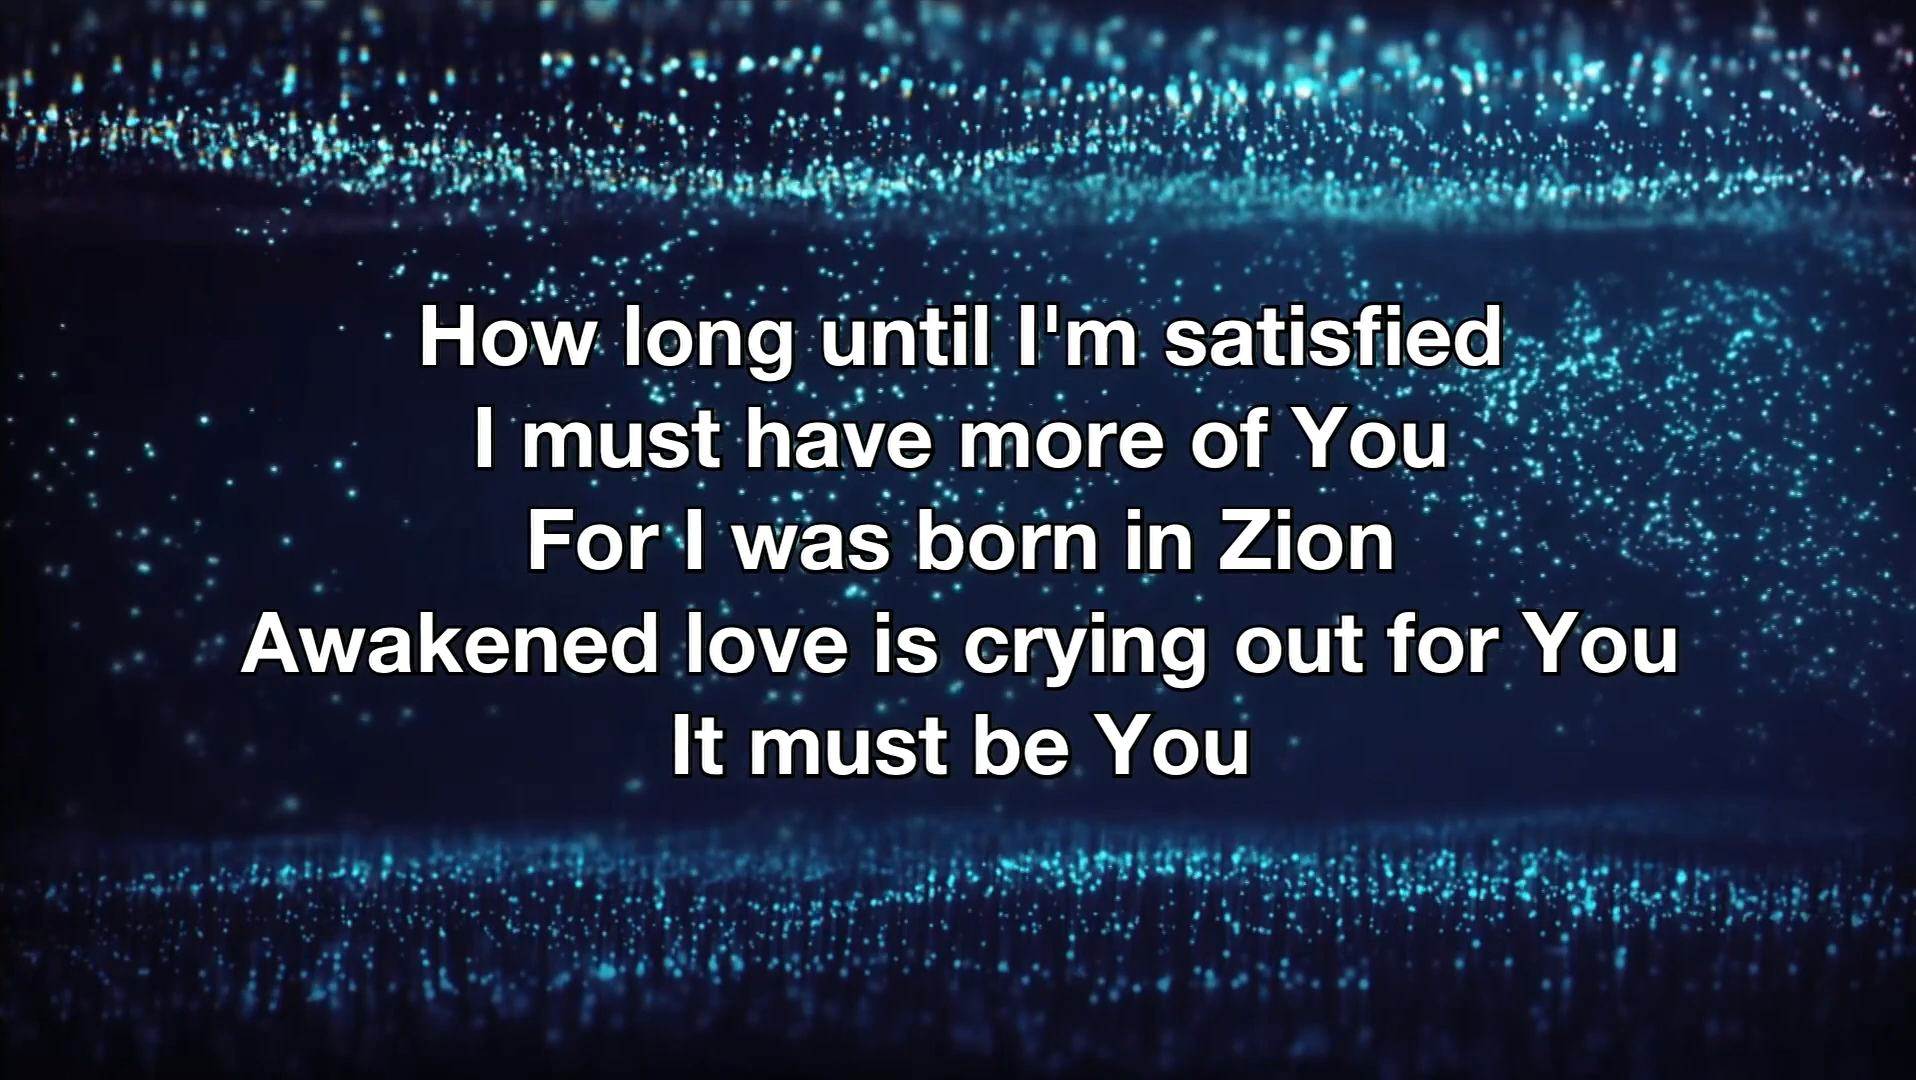 How long until I'm satisfied
I must have more of You
For I was born in Zion
Awakened love is crying out for You
It must be You